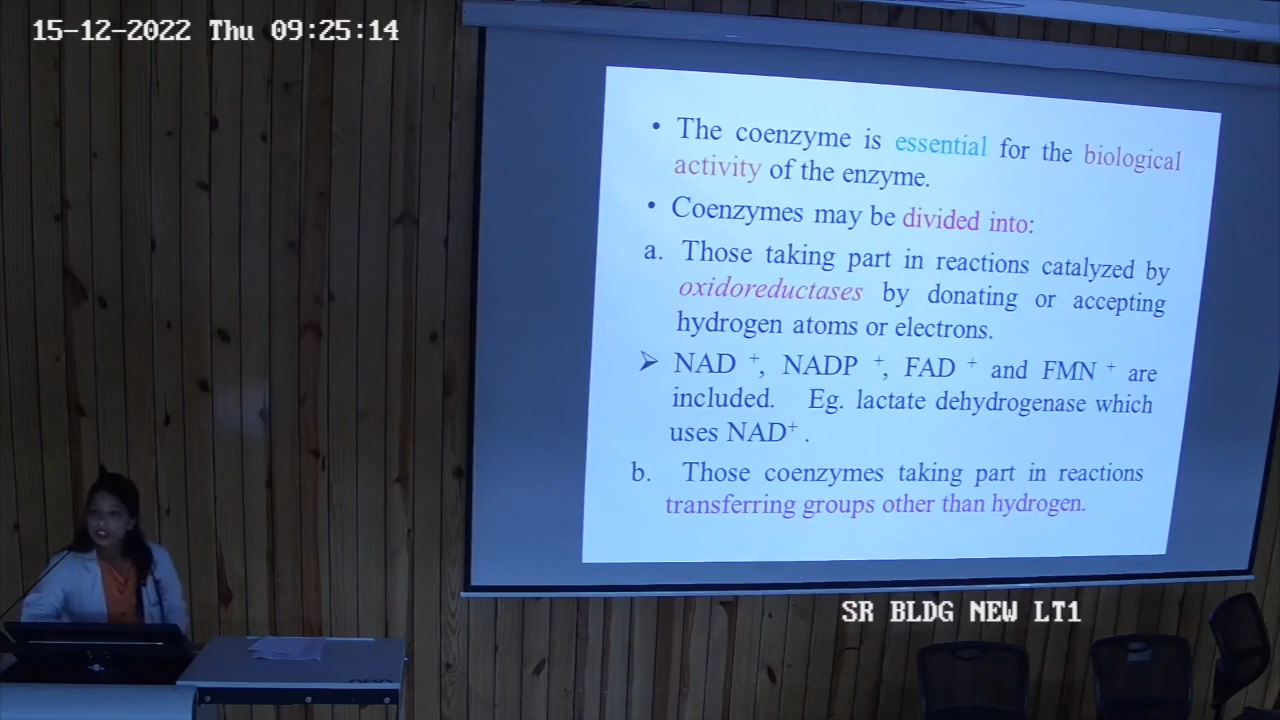 15-12-2022 Thu 09:25:14
• The coenzyme is essential for the biological
activity of the enzyme.
• Coenzymes may be divided into:
a. Those taking part in reactions catalyzed by
oxidoreductases by donating or accepting
hydrogen atoms or electrons.
➢ NAD +, NADP +, FAD + and FMN + are
included. Eg. lactate dehydrogenase which
uses NAD+ .
b. Those coenzymes taking part in reactions
transferring groups other than hydrogen.
SR BLDG NEW LT1